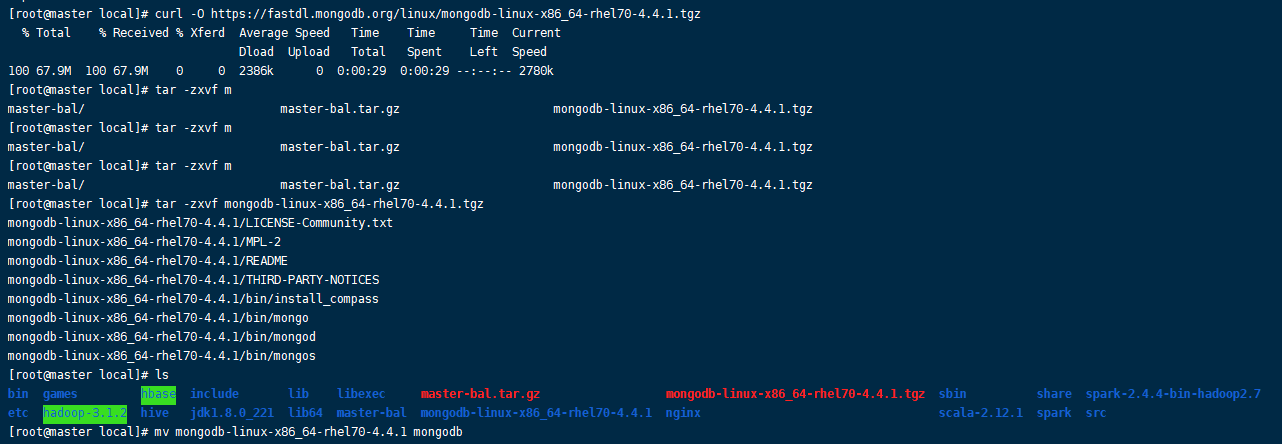 [root@master local]# curl -O https://fastdl.mongodb.org/linux/mongodb-linux-x86_64-rhel70-4.4.1.tgz
% Total % Received % Xferd Average Speed Time Time Time Current
Dload Upload Total Spent Left Speed
100 67.9M 100 67.9M 0 0 2386k 0 0:00:29 0:00:29 --:--:-- 2780k
[root@master local]# tar -zxvf m
master-bal/ master-bal.tar.gz mongodb-linux-x86_64-rhel70-4.4.1.tgz
[root@master local]# tar -zxvf m
master-bal/ master-bal.tar.gz mongodb-linux-x86_64-rhel70-4.4.1.tgz
[root@master local]# tar -zxvf m
master-bal/ master-bal.tar.gz mongodb-linux-x86_64-rhel70-4.4.1.tgz
[root@master local]# tar -zxvf mongodb-linux-x86_64-rhel70-4.4.1.tgz
mongodb-linux-x86_64-rhel70-4.4.1/LICENSE-Community.txt
mongodb-linux-x86_64-rhel70-4.4.1/MPL-2
mongodb-linux-x86_64-rhel70-4.4.1/README
mongodb-linux-x86_64-rhel70-4.4.1/THIRD-PARTY-NOTICES
mongodb-linux-x86_64-rhel70-4.4.1/bin/install_compass
mongodb-linux-x86_64-rhel70-4.4.1/bin/mongo
mongodb-linux-x86_64-rhel70-4.4.1/bin/mongod
mongodb-linux-x86_64-rhel70-4.4.1/bin/mongos
[root@master local]# ls
bin games hbase include lib libexec master-bal.tar.gz mongodb-linux-x86_64-rhel70-4.4.1.tgz sbin share spark-2.4.4-bin-hadoop2.7
etc hadoop-3.1.2 hive jdk1.8.0_221 lib64 master-bal mongodb-linux-x86_64-rhel70-4.4.1 nginx scala-2.12.1 spark src
[root@master local]# mv mongodb-linux-x86_64-rhel70-4.4.1 mongodb